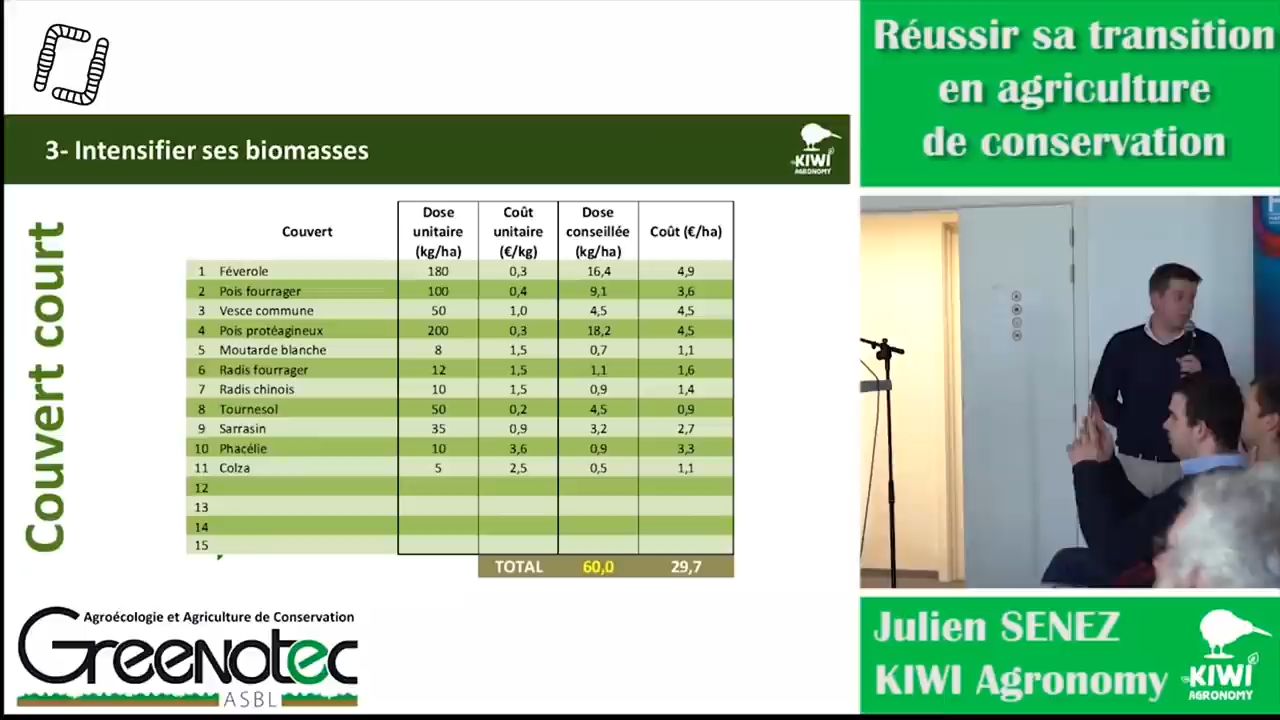 3- Intensifier ses biomasses
KIWI
AGRONOMY
Couvert court
Couvert Dose unitaire (kg/ha) Coût unitaire (€/kg) Dose conseillée (kg/ha) Coût (€/ha)
1 Féverole 180 0,3 16,4 4,9
2 Pois fourrager 100 0,4 9,1 3,6
3 Vesce commune 50 1,0 4,5 4,5
4 Pois protéagineux 200 0,3 18,2 4,5
5 Moutarde blanche 8 1,5 0,7 1,1
6 Radis fourrager 12 1,5 1,1 1,6
7 Radis chinois 10 1,5 0,9 1,4
8 Tournesol 50 0,2 4,5 0,9
9 Sarrasin 35 0,9 3,2 2,7
10 Phacélie 10 3,6 0,9 3,3
11 Colza 5 2,5 0,5 1,1
12
13
14
15
TOTAL 60,0 29,7
Agroécologie et Agriculture de Conservation
Greenotec
ASBL
Réussir sa transition
en agriculture
de conservation
Julien SENEZ
KIWI Agronomy
KIWI
AGRONOMY